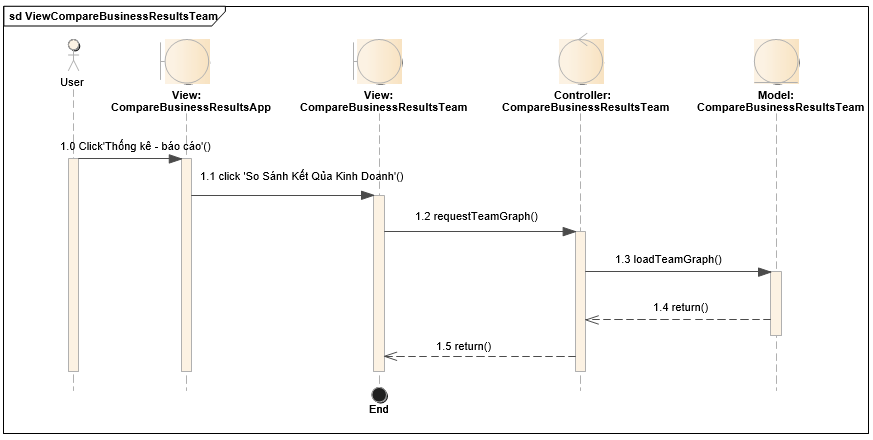 sd ViewCompareBusinessResultsTeam
User
View:
CompareBusinessResultsApp
View:
CompareBusinessResultsTeam
Controller:
CompareBusinessResultsTeam
Model:
CompareBusinessResultsTeam
1.0 Click'Thống kê - báo cáo'()
1.1 click 'So Sánh Kết Qủa Kinh Doanh'()
1.2 requestTeamGraph()
1.3 loadTeamGraph()
1.4 return()
1.5 return()
End